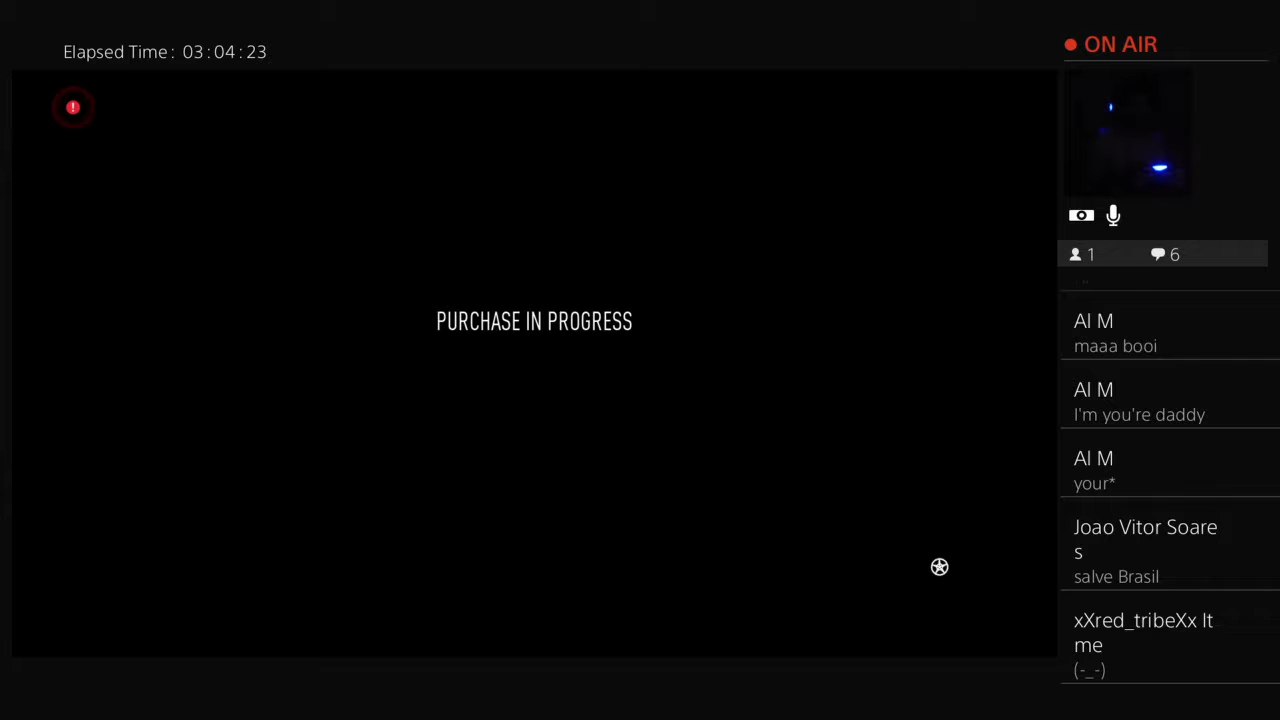 Elapsed Time: 03:04:23
ON AIR
1 6
PURCHASE IN PROGRESS
Al M
maaa booi
Al M
I'm you're daddy
Al M
your*
Joao Vitor Soare
s
salve Brasil
xXred_tribeXx It
me
(-_-)